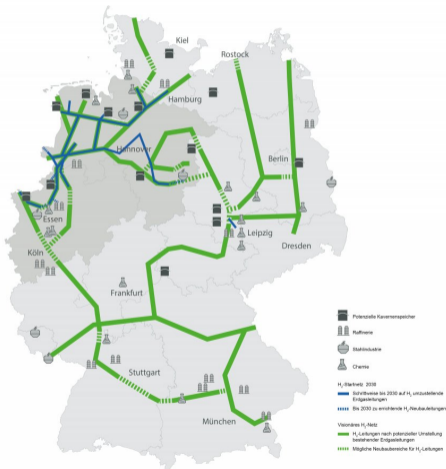 Kiel
Rostock
Hamburg
Hannover
Berlin
Essen
Leipzig
Dresden
Köln
Frankfurt
Stuttgart
München
Potenzielle Kavernenspeicher
Raffinerie
Stahlindustrie
Chemie
H₂-Startnetz 2030
Schrittweise bis 2030 auf H₂ umzustellende
Erdgasleitungen
Bis 2030 zu errichtende H₂-Neubauleitungen
Visionäres H₂-Netz
H₂-Leitungen nach potenzieller Umstellung
bestehender Erdgasleitungen
Mögliche Neubaubereiche für H₂-Leitungen